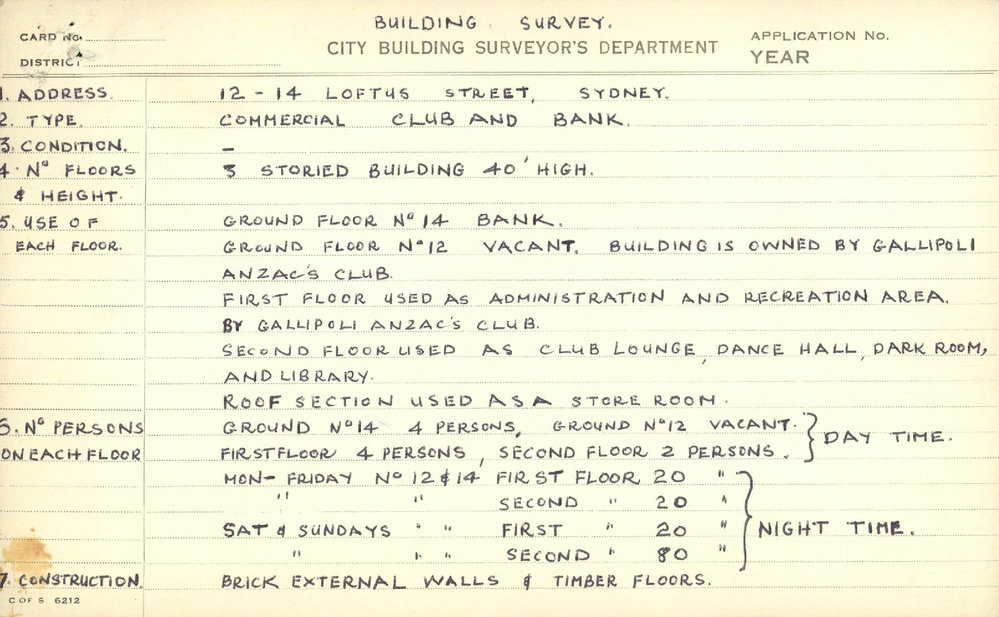 BUILDING SURVEY.
CARD No.
CITY BUILDING SURVEYOR'S DEPARTMENT
APPLICATION No.
DISTRICT
YEAR
1. ADDRESS. 12-14 LOFTUS STREET, SYDNEY.
2. TYPE. COMMERCIAL CLUB AND BANK.
3. CONDITION. –
4. No FLOORS 3 STORIED BUILDING 40' HIGH.
& HEIGHT.
5. USE OF GROUND FLOOR No 14 BANK.
EACH FLOOR. GROUND FLOOR No 12 VACANT. BUILDING IS OWNED BY GALLIPOLI
ANZAC'S CLUB.
FIRST FLOOR USED AS ADMINISTRATION AND RECREATION AREA.
BY GALLIPOLI ANZAC'S CLUB.
SECOND FLOOR USED AS CLUB LOUNGE, DANCE HALL, DARK ROOM,
AND LIBRARY.
ROOF SECTION USED AS A STORE ROOM.
6. No PERSONS GROUND No 14 4 PERSONS, GROUND No 12 VACANT.
ON EACH FLOOR FIRST FLOOR 4 PERSONS, SECOND FLOOR 2 PERSONS. } DAY TIME.
MON- FRIDAY No 12 & 14 FIRST FLOOR 20 "
" " SECOND " 20 "
SAT & SUNDAYS " " FIRST " 20 " } NIGHT TIME.
" " " SECOND " 80 "
7. CONSTRUCTION. BRICK EXTERNAL WALLS & TIMBER FLOORS.
C OF S 6212